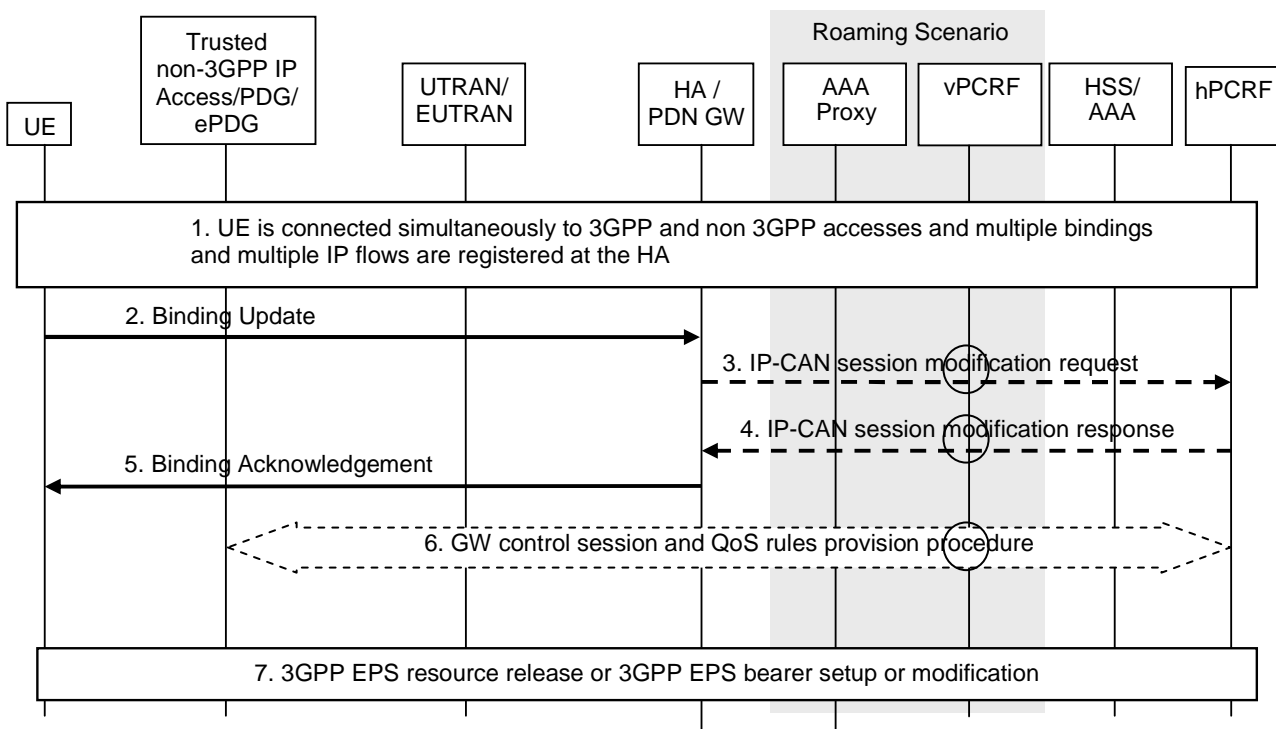 Roaming Scenario
UE
Trusted
non-3GPP IP
Access/PDG/
ePDG
UTRAN/
EUTRAN
HA /
PDN GW
AAA
Proxy
vPCRF
HSS/
AAA
hPCRF
1. UE is connected simultaneously to 3GPP and non 3GPP accesses and multiple bindings
and multiple IP flows are registered at the HA
2. Binding Update
3. IP-CAN session modification request
4. IP-CAN session modification response
5. Binding Acknowledgement
6. GW control session and QoS rules provision procedure
7. 3GPP EPS resource release or 3GPP EPS bearer setup or modification